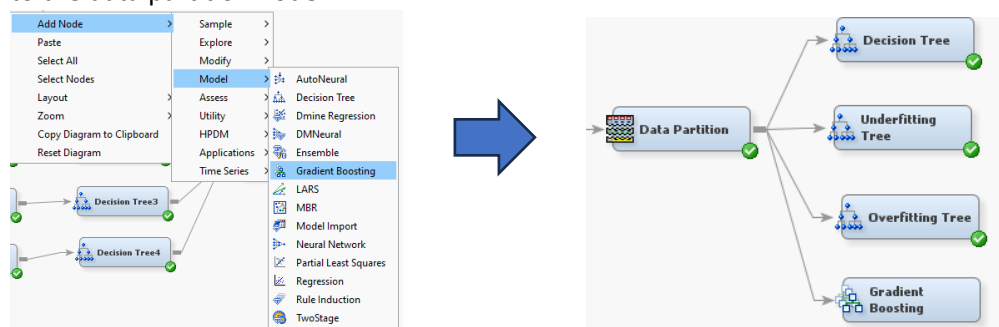 Add Node
Paste
Select All
Select Nodes
Layout
Zoom
Copy Diagram to Clipboard
Reset Diagram
Sample
Explore
Modify
Model
Assess
Utility
HPDM
Applications
Time Series
AutoNeural
Decision Tree
Dmine Regression
DMNeural
Ensemble
Gradient Boosting
LARS
MBR
Model Import
Neural Network
Partial Least Squares
Regression
Rule Induction
TwoStage
Decision Tree3
Decision Tree4
Data Partition
Decision Tree
Underfitting
Tree
Overfitting Tree
Gradient
Boosting